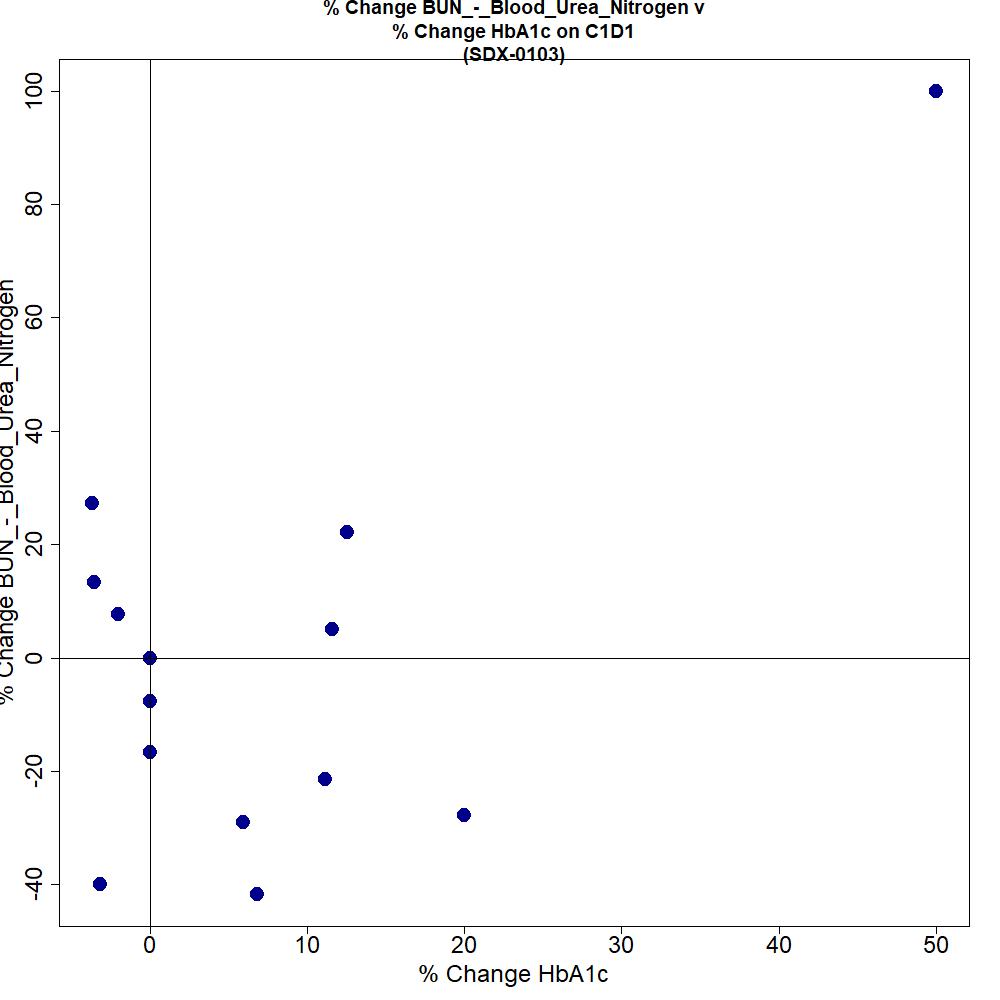 % Change BUN_-_Blood_Urea_Nitrogen v
% Change HbA1c on C1D1
(SDX-0103)
% Change BUN_-_Blood_Urea_Nitrogen
100
80
60
40
20
0
-20
-40
0 10 20 30 40 50
% Change HbA1c